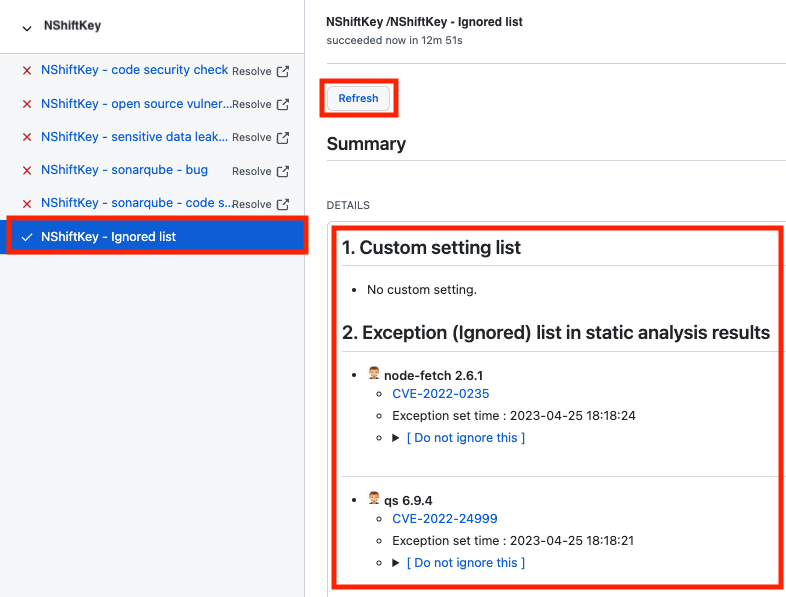 NShiftKey
NShiftKey - code security check Resolve
NShiftKey - open source vulner... Resolve
NShiftKey - sensitive data leak... Resolve
NShiftKey - sonarqube - bug Resolve
NShiftKey - sonarqube - code s... Resolve
NShiftKey - Ignored list
NShiftKey /NShiftKey - Ignored list
succeeded now in 12m 51s
Refresh
Summary
DETAILS
1. Custom setting list
• No custom setting.
2. Exception (Ignored) list in static analysis results
• node-fetch 2.6.1
◦ CVE-2022-0235
◦ Exception set time : 2023-04-25 18:18:24
◦ ▶ [ Do not ignore this ]
• qs 6.9.4
◦ CVE-2022-24999
◦ Exception set time : 2023-04-25 18:18:21
◦ ▶ [ Do not ignore this ]